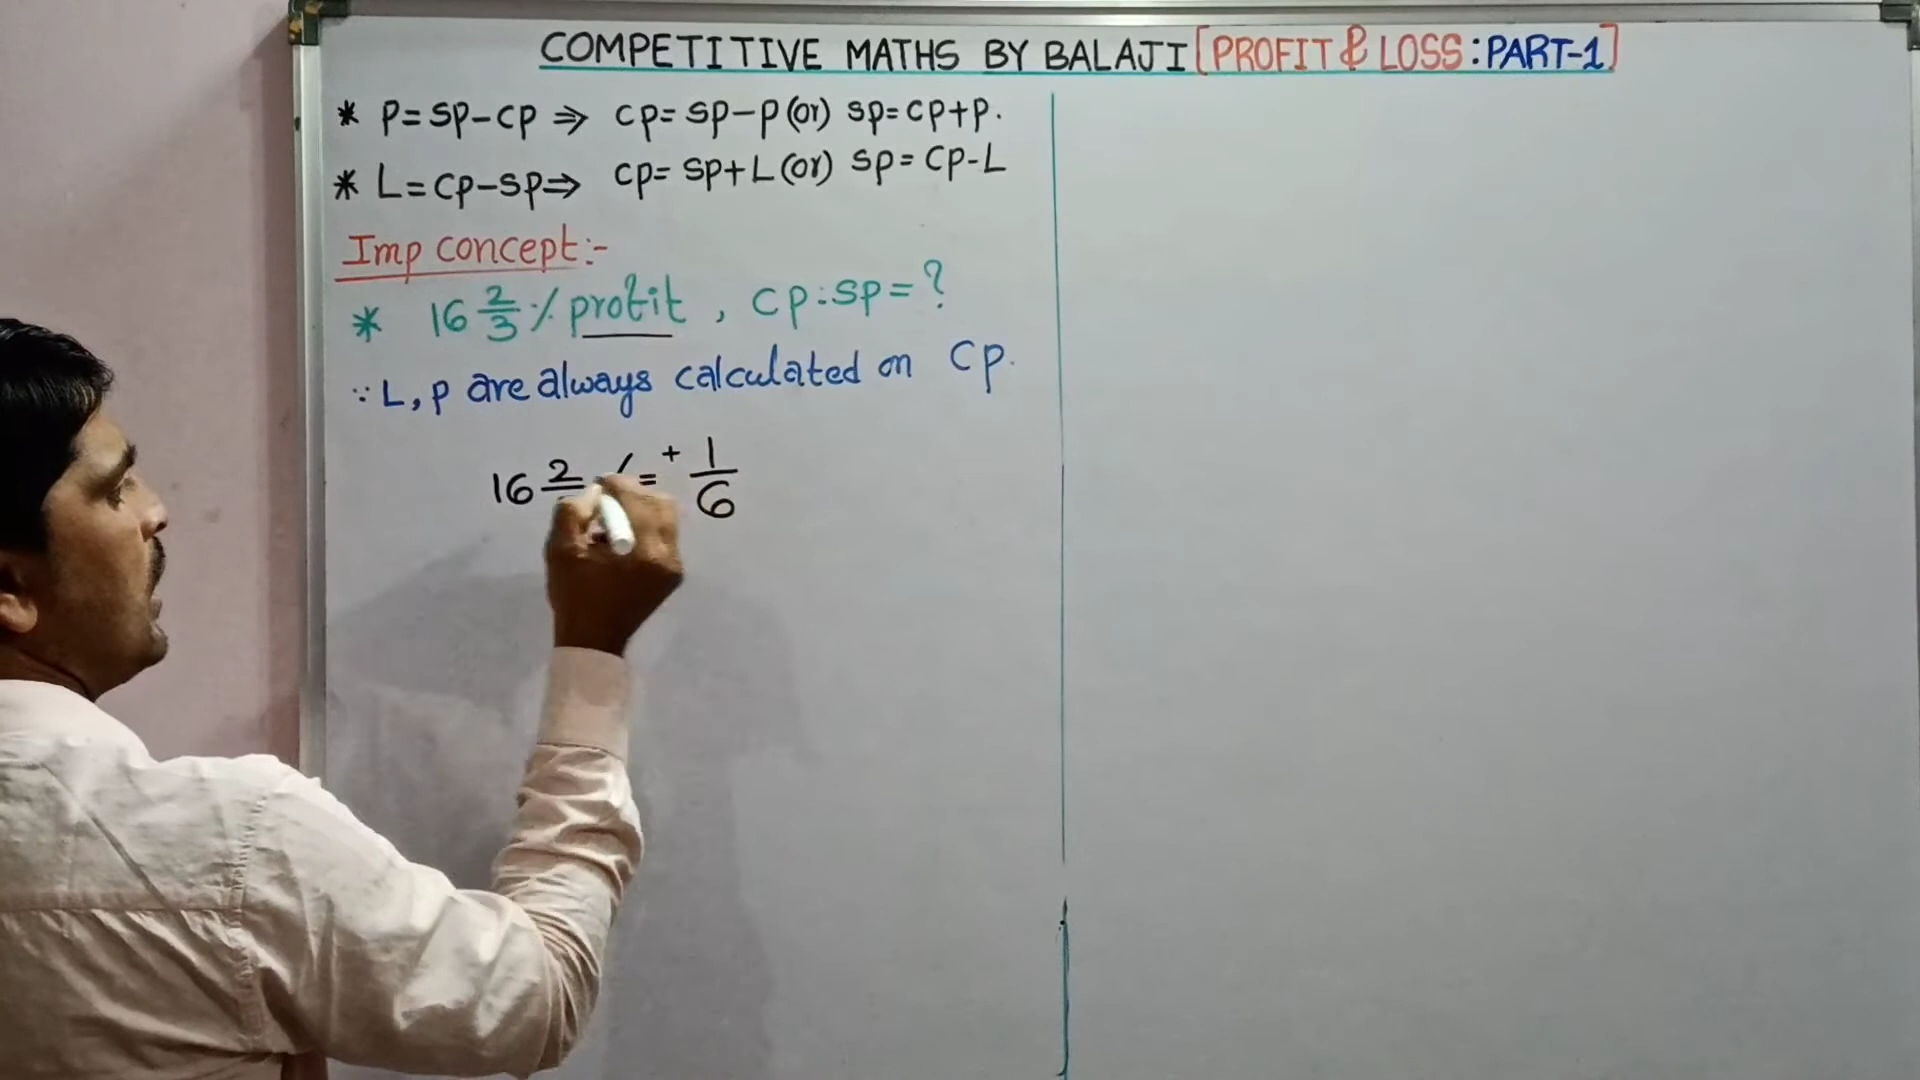 COMPETITIVE MATHS BY BALAJI [PROFIT & LOSS: PART-1]
* P=SP-CP ⇒ CP= SP-P (or) SP=CP+P.
* L=CP-SP⇒ CP= SP+L (or) SP= CP-L
Imp concept:-
* 16 2/3 % profit , CP:SP=?
∵ L, P are always calculated on CP.
16 2/ % = + 1/6